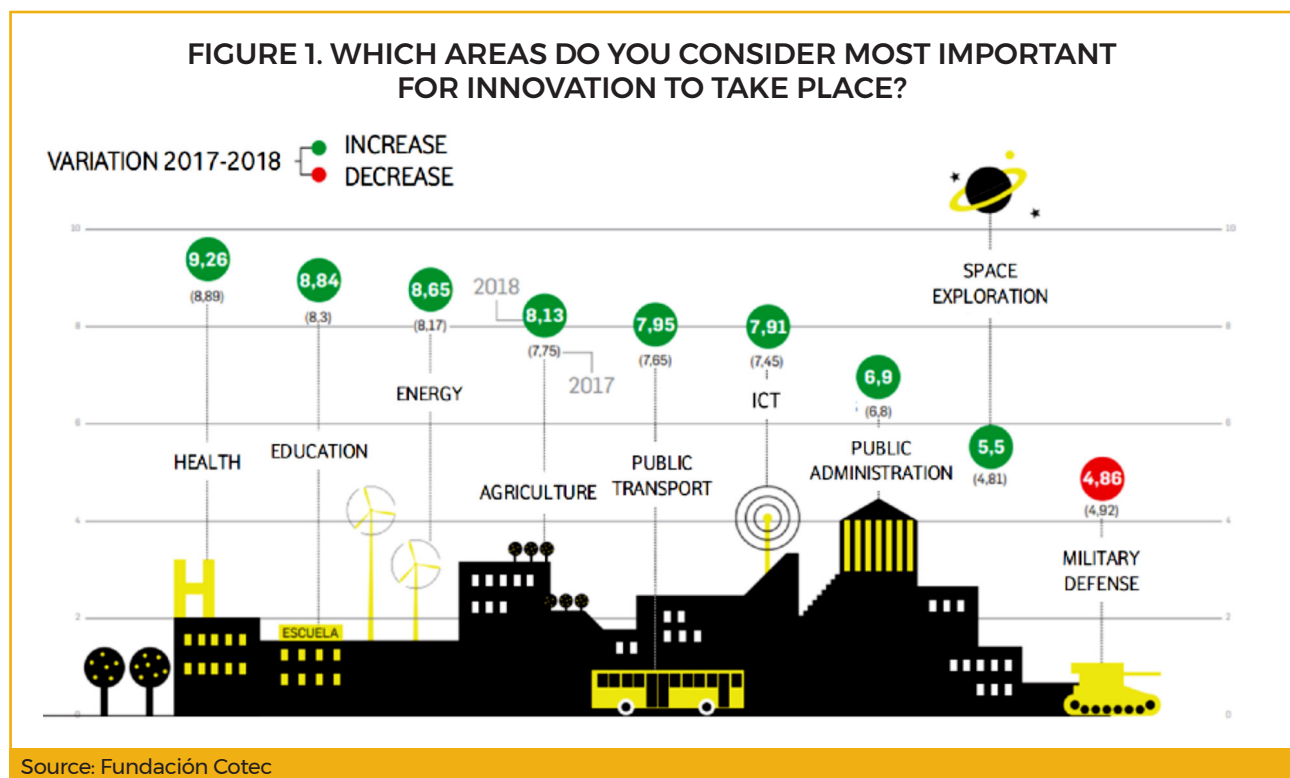 FIGURE 1. WHICH AREAS DO YOU CONSIDER MOST IMPORTANT
FOR INNOVATION TO TAKE PLACE?
VARIATION 2017-2018
INCREASE
DECREASE
10
8
6
4
2
0
9,26
(8,89)
HEALTH
8,84
(8,3)
EDUCATION
ESCUELA
8,65
(8,17)
ENERGY
2018
8,13
(7,75)
2017
AGRICULTURE
7,95
(7,65)
PUBLIC
TRANSPORT
7,91
(7,45)
ICT
6,9
(6,8)
PUBLIC
ADMINISTRATION
SPACE
EXPLORATION
5,5
(4,81)
4,86
(4,92)
MILITARY
DEFENSE
10
8
6
4
2
0
Source: Fundación Cotec